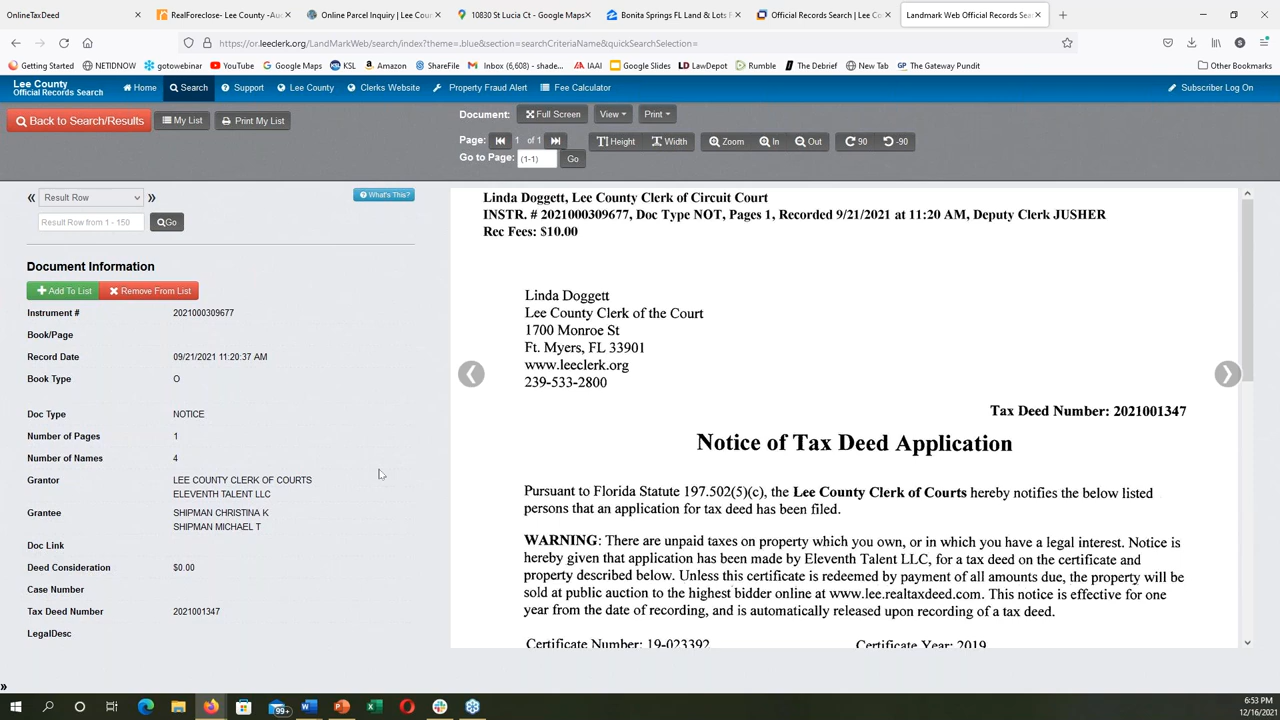 OnlineTaxDeed
RealForeclose- Lee County -Auc
Online Parcel Inquiry | Lee Coun
10830 St Lucia Ct - Google Maps
Bonita Springs FL Land & Lots F
Official Records Search | Lee Co
Landmark Web Official Records Sea
https://or.leeclerk.org/LandMarkWeb/search/index?theme=.blue&section=searchCriteriaName&quickSearchSelection=
Getting Started
NETIDNOW
gotowebinar
YouTube
Google Maps
KSL
Amazon
ShareFile
Inbox (6,608) - shade...
IAAI
Google Slides
LawDepot
Rumble
The Debrief
New Tab
The Gateway Pundit
Other Bookmarks
Lee County
Official Records Search
Home
Search
Support
Lee County
Clerks Website
Property Fraud Alert
Fee Calculator
Subscriber Log On
Back to Search/Results
My List
Print My List
Document:
Full Screen
View
Print
Page:
1 of 1
Height
Width
Zoom
In
Out
90
-90
Go to Page:
(1-1)
Go
Result Row
What's This?
Result Row from 1 - 150
Go
Document Information
Add To List
Remove From List
Instrument # 2021000309677
Book/Page
Record Date 09/21/2021 11:20:37 AM
Book Type O
Doc Type NOTICE
Number of Pages 1
Number of Names 4
Grantor LEE COUNTY CLERK OF COURTS
ELEVENTH TALENT LLC
Grantee SHIPMAN CHRISTINA K
SHIPMAN MICHAEL T
Doc Link
Deed Consideration $0.00
Case Number
Tax Deed Number 2021001347
LegalDesc
Linda Doggett, Lee County Clerk of Circuit Court
INSTR. # 2021000309677, Doc Type NOT, Pages 1, Recorded 9/21/2021 at 11:20 AM, Deputy Clerk JUSHER
Rec Fees: $10.00
Linda Doggett
Lee County Clerk of the Court
1700 Monroe St
Ft. Myers, FL 33901
www.leeclerk.org
239-533-2800
Tax Deed Number: 2021001347
Notice of Tax Deed Application
Pursuant to Florida Statute 197.502(5)(c), the Lee County Clerk of Courts hereby notifies the below listed
persons that an application for tax deed has been filed.
WARNING: There are unpaid taxes on property which you own, or in which you have a legal interest. Notice is
hereby given that application has been made by Eleventh Talent LLC, for a tax deed on the certificate and
property described below. Unless this certificate is redeemed by payment of all amounts due, the property will be
sold at public auction to the highest bidder online at www.lee.realtaxdeed.com. This notice is effective for one
year from the date of recording, and is automatically released upon recording of a tax deed.
Certificate Number: 19-023392 Certificate Year: 2019
99+
6:53 PM
12/16/2021